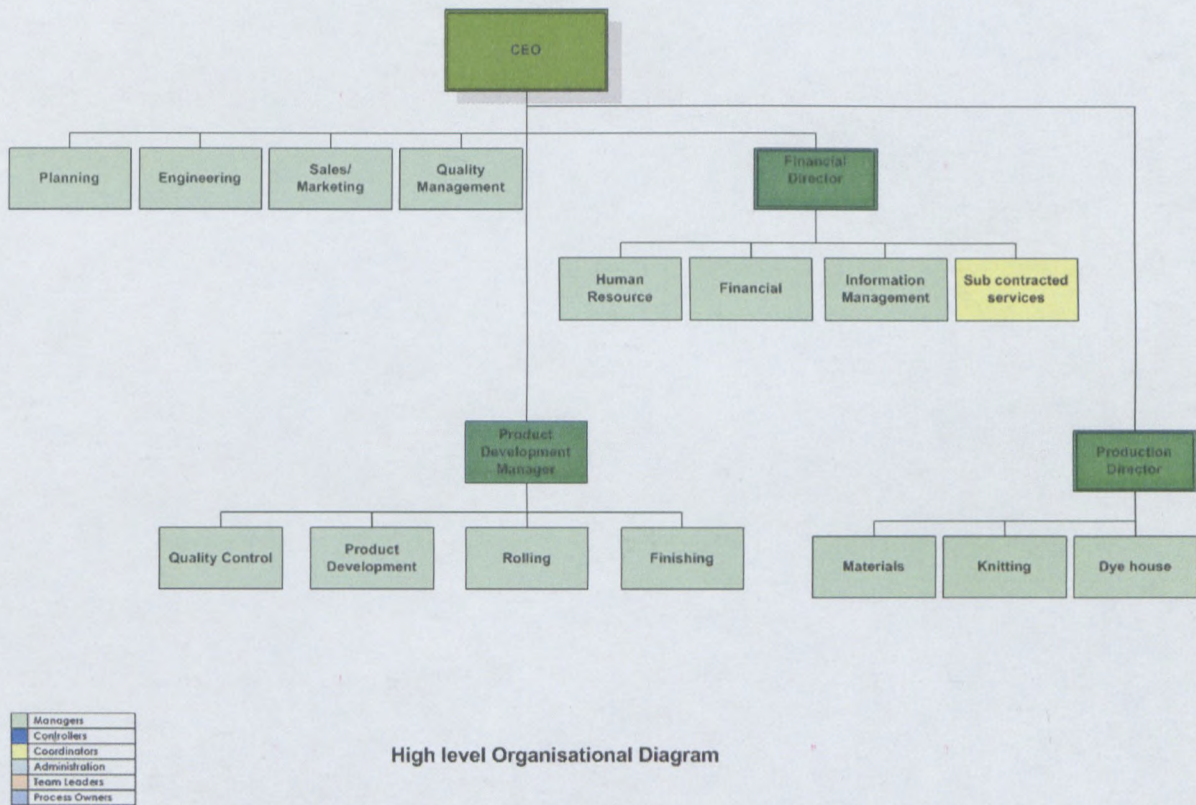 CEO
Planning
Engineering
Sales/
Marketing
Quality
Management
Financial
Director
Human
Resource
Financial
Information
Management
Sub contracted
services
Product
Development
Manager
Production
Director
Quality Control
Product
Development
Rolling
Finishing
Materials
Knitting
Dye house
Managers
Controllers
Coordinators
Administration
Team Leaders
Process Owners
High level Organisational Diagram